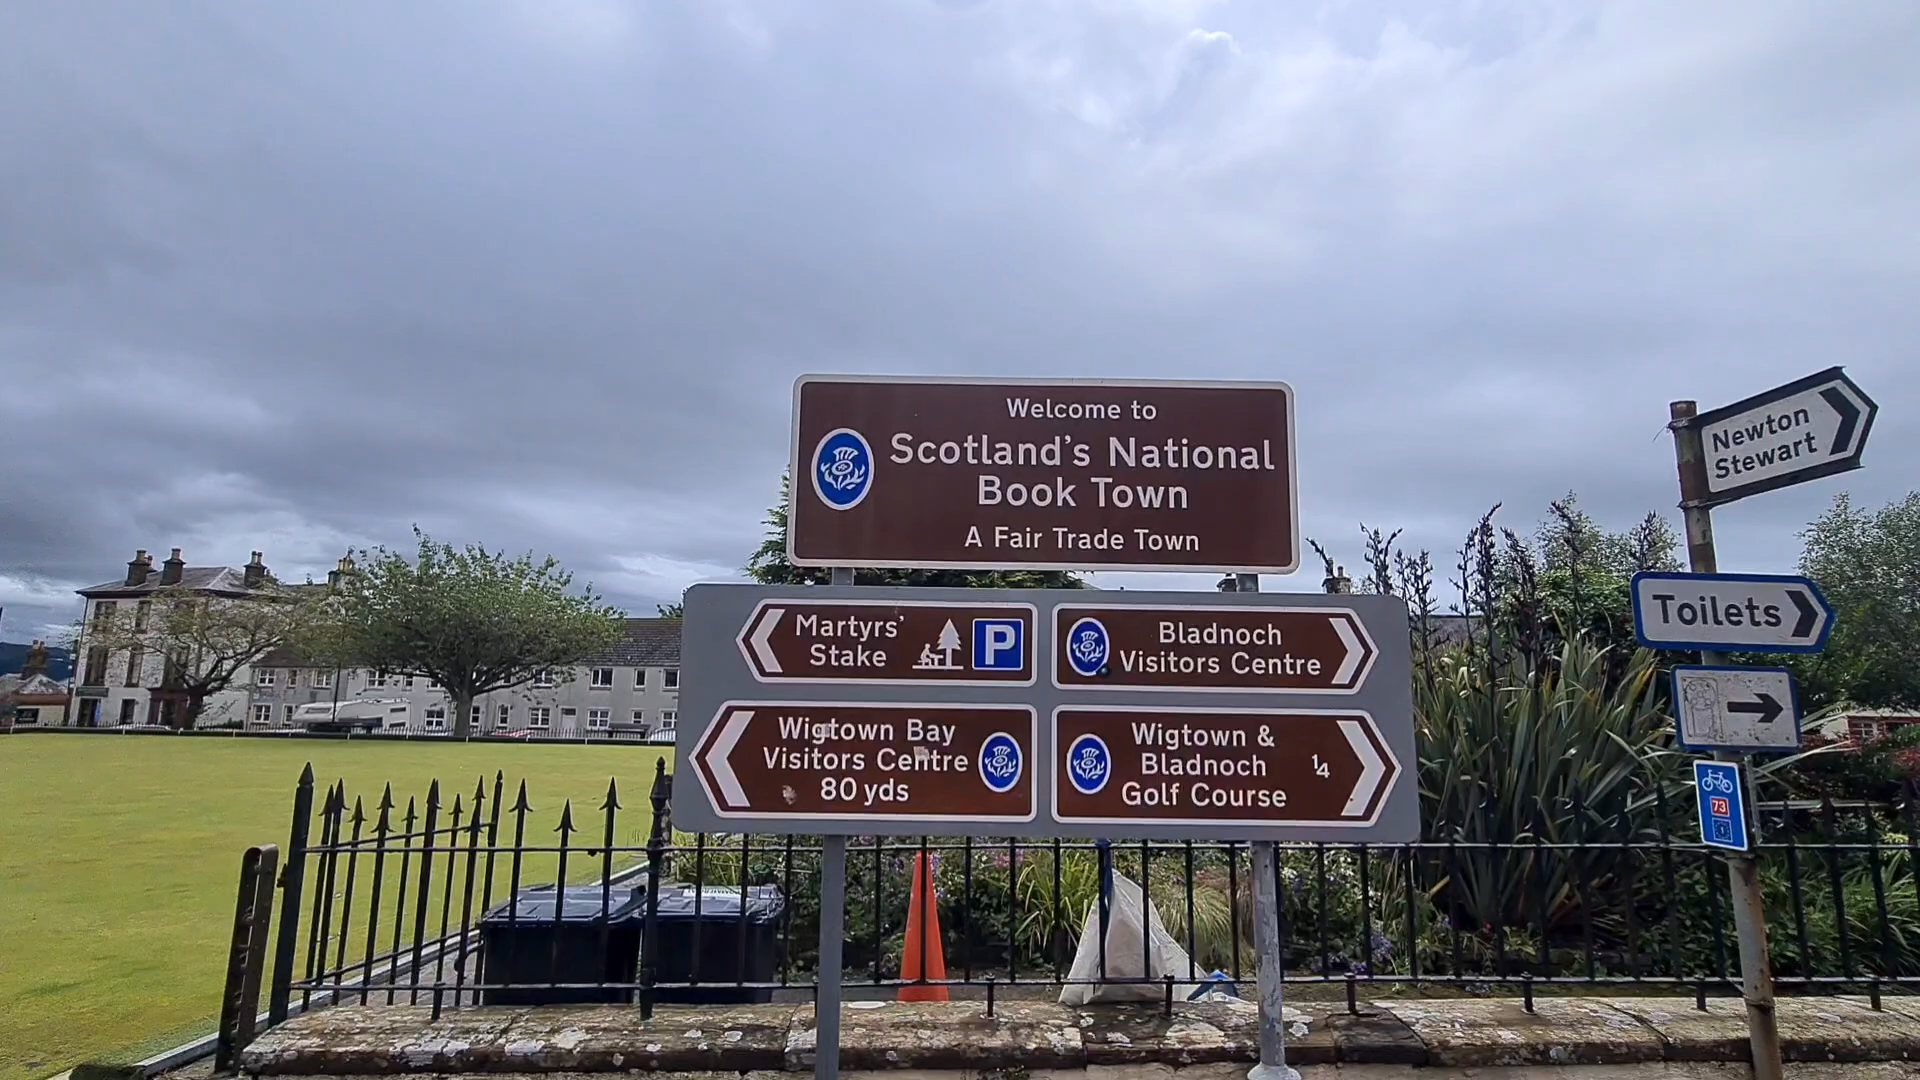 Welcome to
Scotland's National
Book Town
A Fair Trade Town
Martyrs'
Stake
P
Bladnoch
Visitors Centre
Wigtown Bay
Visitors Centre
80 yds
Wigtown &
Bladnoch
Golf Course
¼
Newton
Stewart
Toilets
73